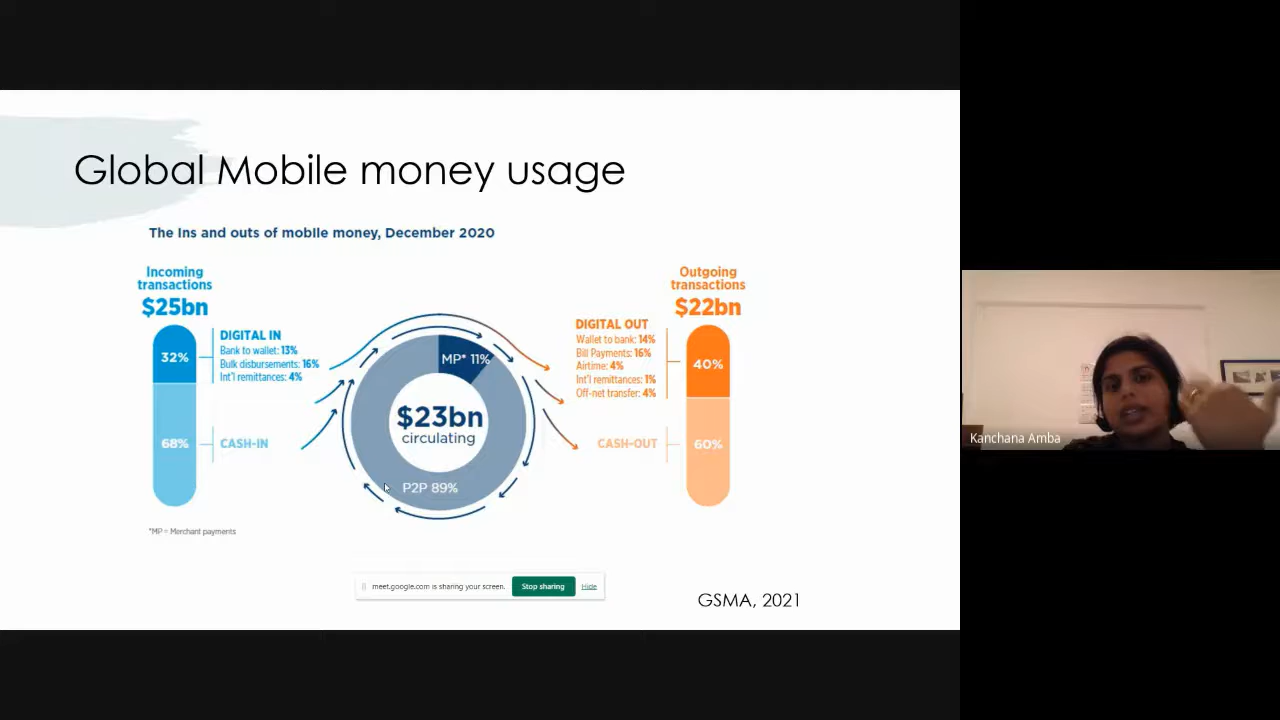 Global Mobile money usage
The ins and outs of mobile money, December 2020
Incoming
transactions
$25bn
32%
68%
DIGITAL IN
Bank to wallet: 13%
Bulk disbursements: 16%
Int'l remittances: 4%
CASH-IN
MP* 11%
$23bn
circulating
P2P 89%
Outgoing
transactions
$22bn
DIGITAL OUT
Wallet to bank: 14%
Bill Payments: 16%
Airtime: 4%
Int'l remittances: 1%
Off-net transfer: 4%
CASH-OUT
40%
60%
*MP = Merchant payments
meet.google.com is sharing your screen.
Stop sharing
Hide
GSMA, 2021
Kanchana Amba